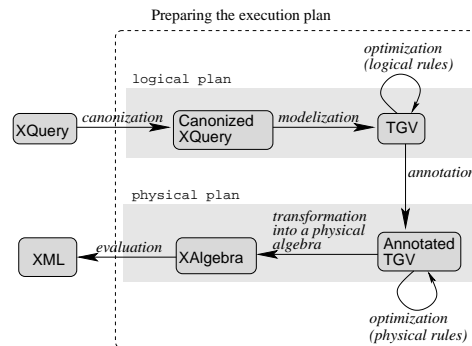 Preparing the execution plan
optimization
(logical rules)
logical plan
canonization
modelization
XQuery
Canonized
XQuery
TGV
annotation
physical plan
transformation
into a physical
algebra
evaluation
XML
XAlgebra
Annotated
TGV
optimization
(physical rules)